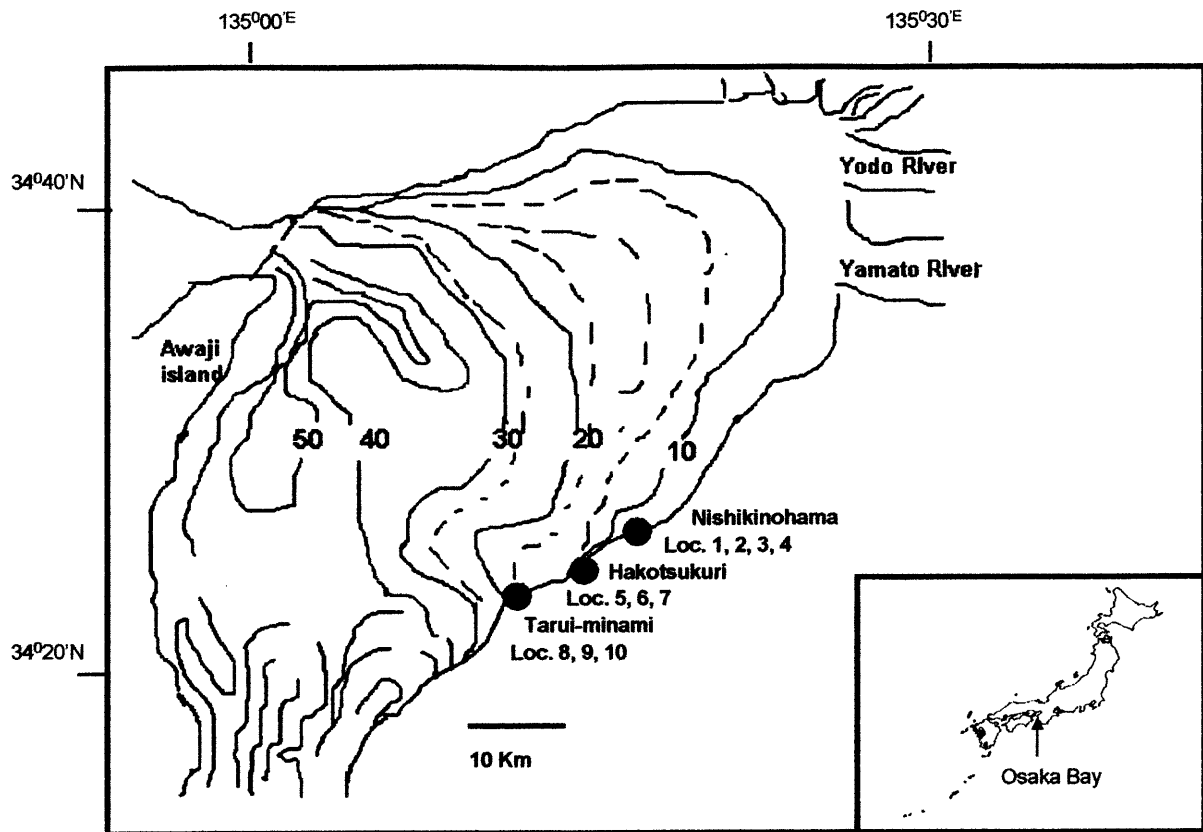 135⁰00'E
135⁰30'E
34⁰40'N
Yodo River
Yamato River
Awaji
island
50 40 30 20 10
Nishikinohama
Loc. 1, 2, 3, 4
Hakotsukuri
Loc. 5, 6, 7
Tarui-minami
Loc. 8, 9, 10
34⁰20'N
10 Km
Osaka Bay